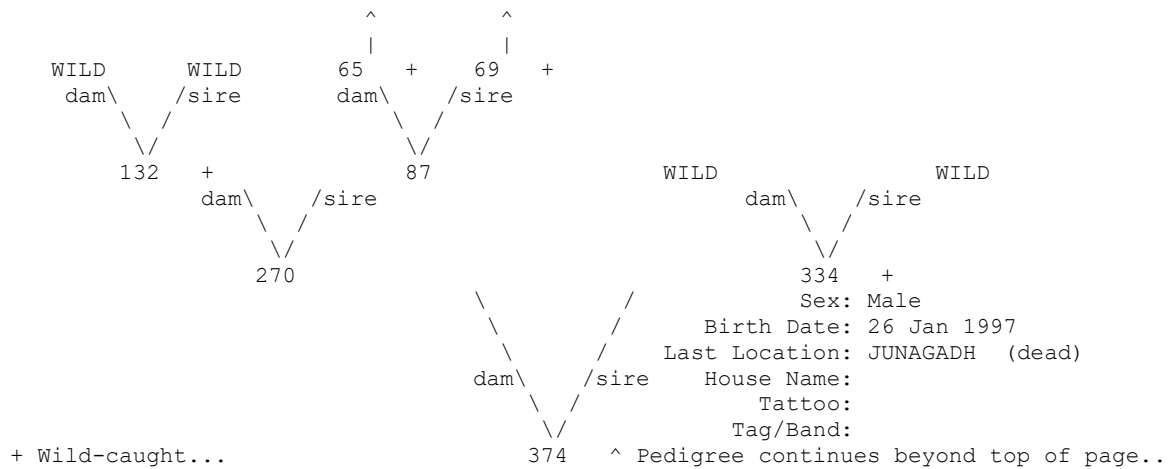 ^ ^
| |
WILD WILD 65 + 69 +
dam\ /sire dam\ /sire
\ / \ /
\/ \/
132 + 87 WILD WILD
dam\ /sire dam\ /sire
\ / \ /
\/ \/
270 334 +
\ / Sex: Male
\ / Birth Date: 26 Jan 1997
\ / Last Location: JUNAGADH (dead)
dam\ /sire House Name:
\ / Tattoo:
\/ Tag/Band:
+ Wild-caught... 374 ^ Pedigree continues beyond top of page..